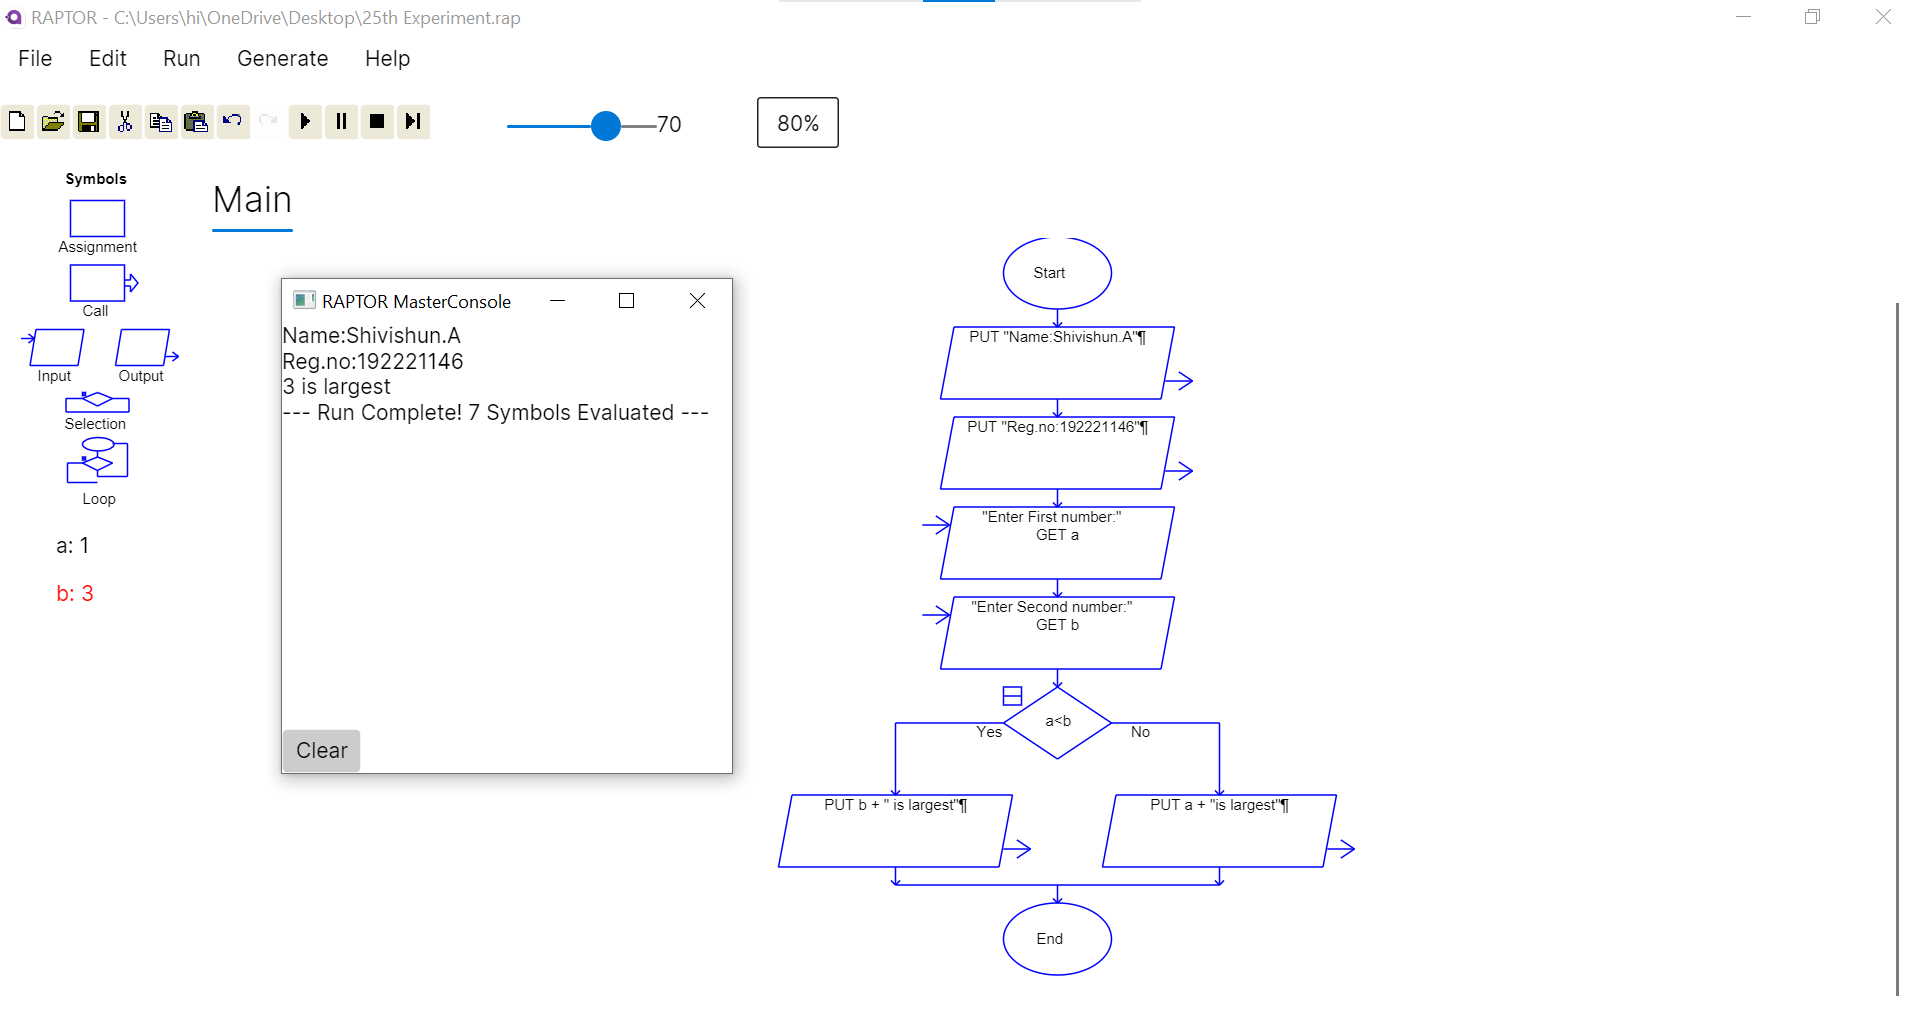 RAPTOR - C:\Users\hi\OneDrive\Desktop\25th Experiment.rap
File Edit Run Generate Help
70
80%
Symbols
Assignment
Call
Input Output
Selection
Loop
a: 1
b: 3
Main
RAPTOR MasterConsole
Name:Shivishun.A
Reg.no:192221146
3 is largest
--- Run Complete! 7 Symbols Evaluated ---
Clear
Start
PUT "Name:Shivishun.A"¶
PUT "Reg.no:192221146"¶
"Enter First number:"
GET a
"Enter Second number:"
GET b
a<b
Yes No
PUT b + " is largest"¶
PUT a + "is largest"¶
End